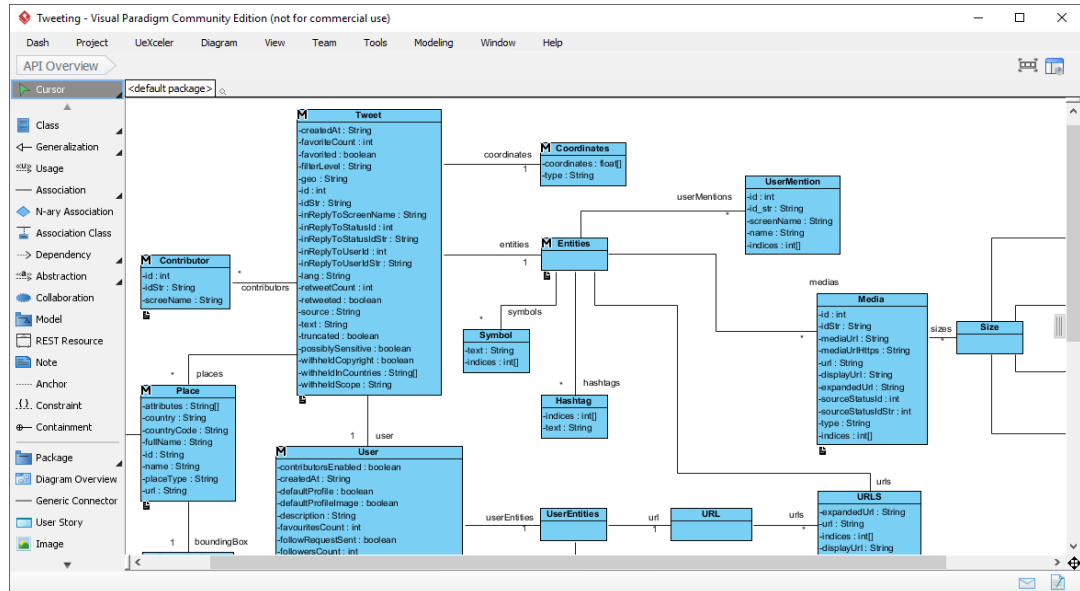 Tweeting - Visual Paradigm Community Edition (not for commercial use)
Dash Project UeXceler Diagram View Team Tools Modeling Window Help
API Overview
Cursor
Class
Generalization
«use» Usage
Association
N-ary Association
Association Class
Dependency
Abstraction
Collaboration
Model
REST Resource
Note
Anchor
Constraint
Containment
Package
Diagram Overview
Generic Connector
User Story
Image
<default package>
M Tweet
-createdAt : String
-favoriteCount : int
-favorited : boolean
-filterLevel : String
-geo : String
-id : int
-idStr : String
-inReplyToScreenName : String
-inReplyToStatusId : int
-inReplyToStatusIdStr : String
-inReplyToUserId : int
-inReplyToUserIdStr : String
-lang : String
-retweetCount : int
-retweeted : boolean
-source : String
-text : String
-truncated : boolean
-possiblySensitive : boolean
-withheldCopyright : boolean
-withheldInCountries : String[]
-withheldScope : String
coordinates
1
M Coordinates
-coordinates : float[]
-type : String
userMentions
*
UserMention
-id : int
-id_str : String
-screenName : String
-name : String
-indices : int[]
entities
1
M Entities
M Contributor
-id : int
-idStr : String
-screeName : String
*
contributors
symbols
*
Symbol
-text : String
-indices : int[]
hashtags
*
Hashtag
-indices : int[]
-text : String
medias
*
Media
-id : int
-idStr : String
-mediaUrl : String
-mediaUrlHttps : String
-url : String
-displayUrl : String
-expandedUrl : String
-sourceStatusId : int
-sourceStatusIdStr : int
-type : String
-indices : int[]
sizes
*
Size
places
*
M Place
-attributes : String[]
-country : String
-countryCode : String
-fullName : String
-id : String
-name : String
-placeType : String
-url : String
1 boundingBox
1 user
M User
-contributorsEnabled : boolean
-createdAt : String
-defaultProfile : boolean
-defaultProfileImage : boolean
-description : String
-favouritesCount : int
-followRequestSent : boolean
-followersCount : int
userEntities
1
UserEntities
url
1
URL
urls
*
urls
*
URLS
-expandedUrl : String
-url : String
-indices : int[]
-displayUrl : String